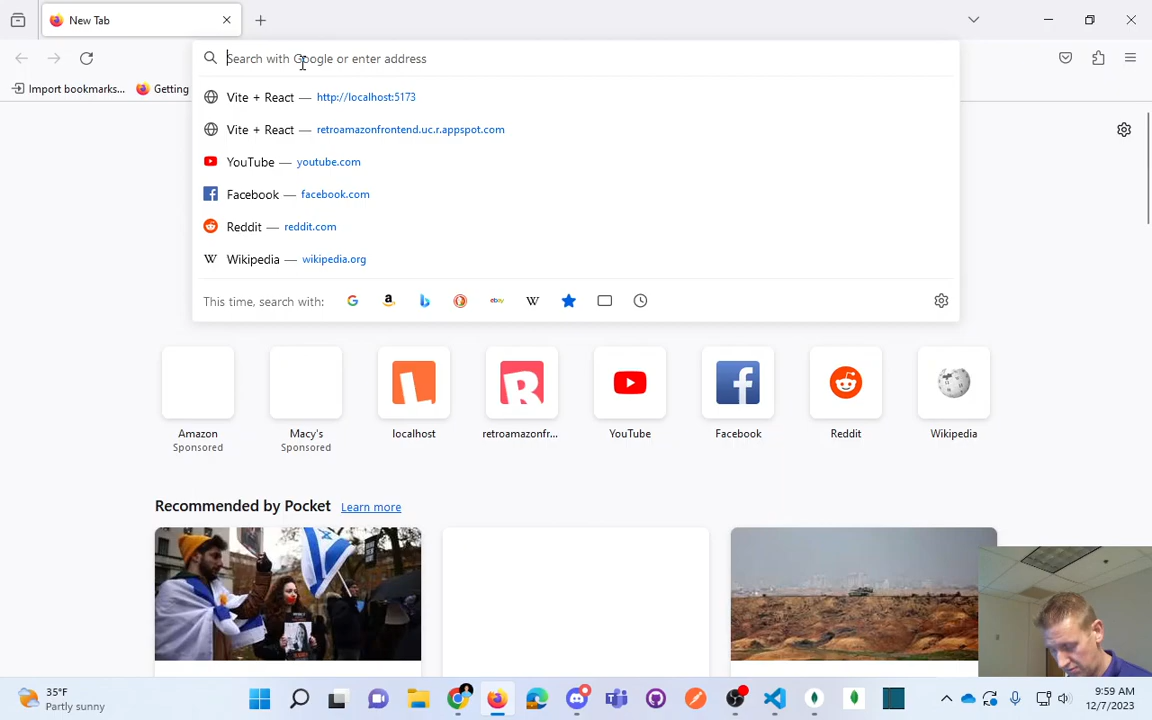 New Tab
Search with Google or enter address
Import bookmarks...
Getting
Vite + React — http://localhost:5173
Vite + React — retroamazonfrontend.uc.r.appspot.com
YouTube — youtube.com
Facebook — facebook.com
Reddit — reddit.com
W Wikipedia — wikipedia.org
This time, search with:
Amazon
Sponsored
Macy's
Sponsored
localhost
retroamazonfr...
YouTube
Facebook
Reddit
Wikipedia
Recommended by Pocket Learn more
35°F
Partly sunny
9:59 AM
12/7/2023